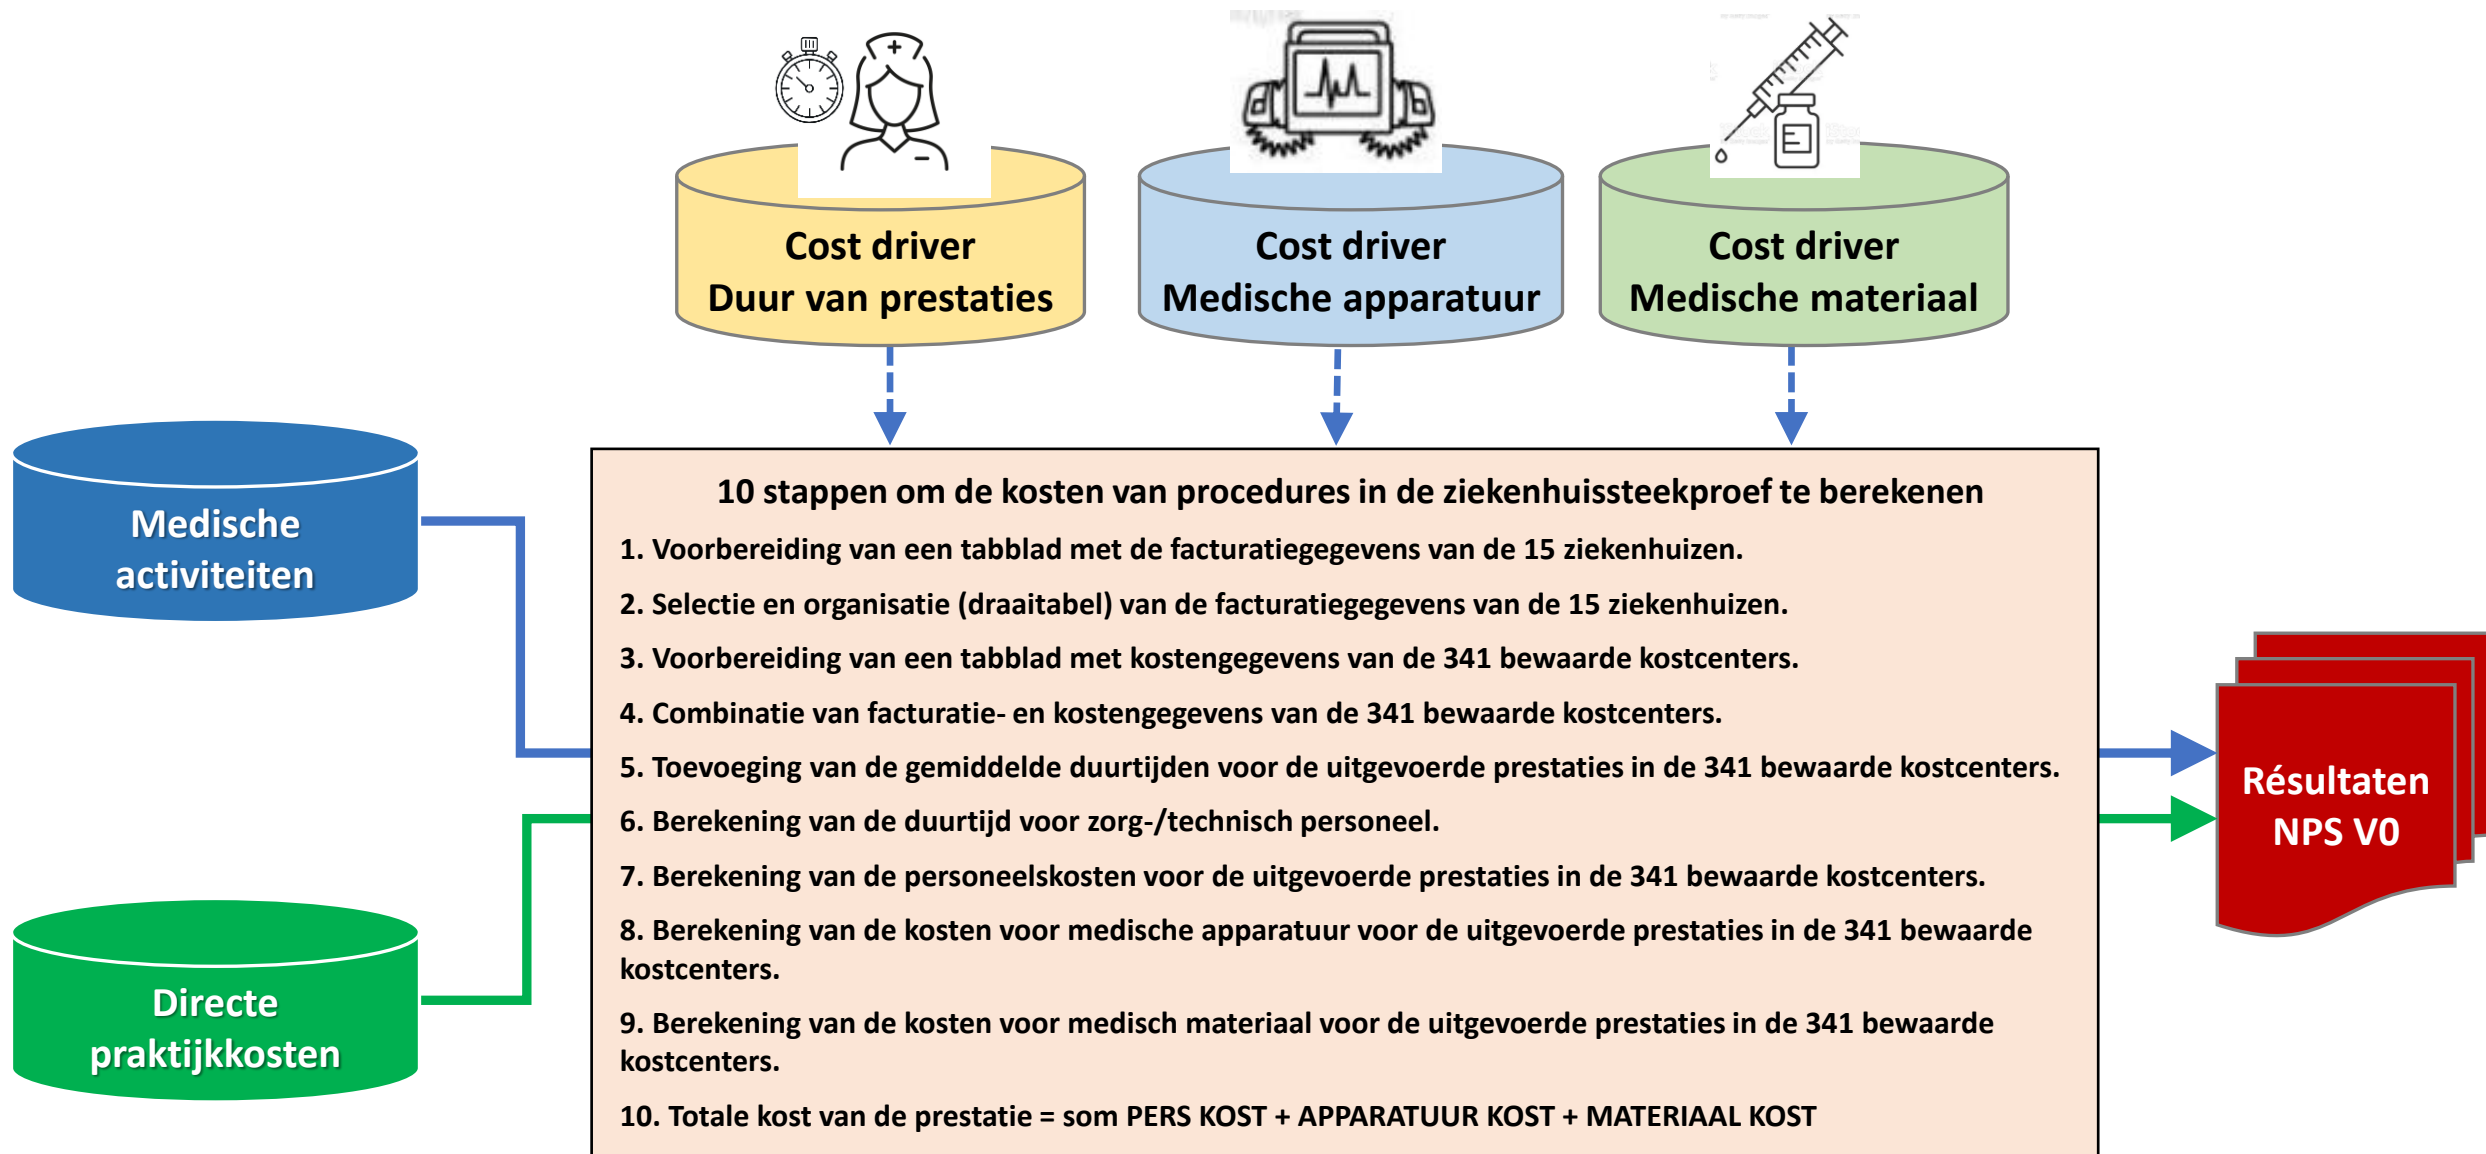 Cost driver
Duur van prestaties
Cost driver
Medische apparatuur
Cost driver
Medische materiaal
Medische
activiteiten
Directe
praktijkkosten
10 stappen om de kosten van procedures in de ziekenhuissteekproef te berekenen
1. Voorbereiding van een tabblad met de facturatiegegevens van de 15 ziekenhuizen.
2. Selectie en organisatie (draaitabel) van de facturatiegegevens van de 15 ziekenhuizen.
3. Voorbereiding van een tabblad met kostengegevens van de 341 bewaarde kostcenters.
4. Combinatie van facturatie- en kostengegevens van de 341 bewaarde kostcenters.
5. Toevoeging van de gemiddelde duurtijden voor de uitgevoerde prestaties in de 341 bewaarde kostcenters.
6. Berekening van de duurtijd voor zorg-/technisch personeel.
7. Berekening van de personeelskosten voor de uitgevoerde prestaties in de 341 bewaarde kostcenters.
8. Berekening van de kosten voor medische apparatuur voor de uitgevoerde prestaties in de 341 bewaarde
kostcenters.
9. Berekening van de kosten voor medisch materiaal voor de uitgevoerde prestaties in de 341 bewaarde
kostcenters.
10. Totale kost van de prestatie = som PERS KOST + APPARATUUR KOST + MATERIAAL KOST
Résultaten
NPS V0